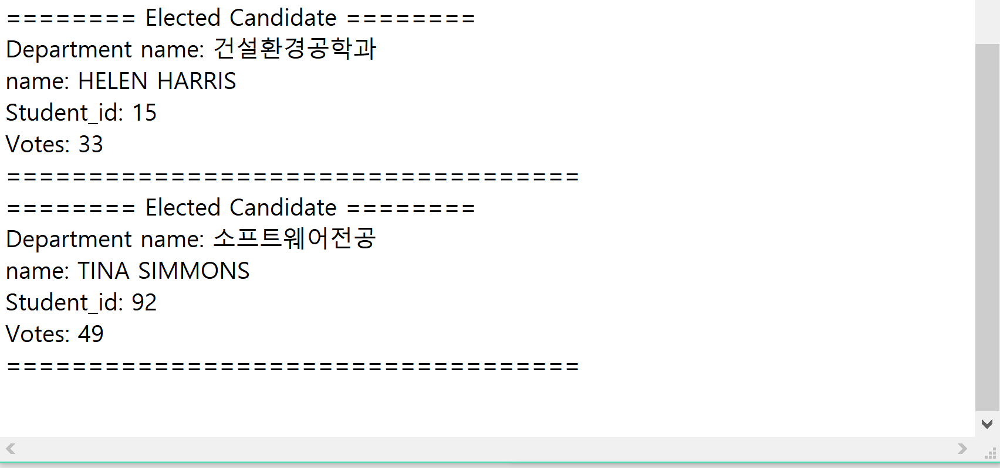 ======== Elected Candidate ========
Department name: 건설환경공학과
name: HELEN HARRIS
Student_id: 15
Votes: 33
===================================
======== Elected Candidate ========
Department name: 소프트웨어전공
name: TINA SIMMONS
Student_id: 92
Votes: 49
===================================